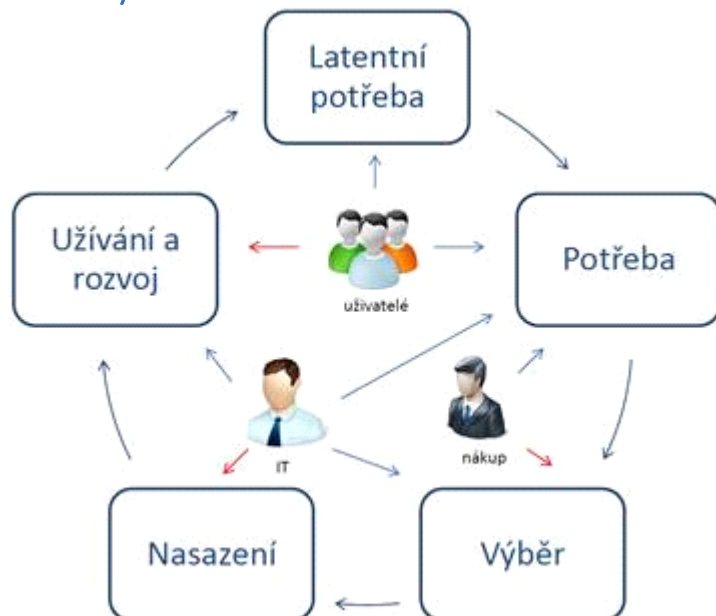 Latentní
potřeba
Užívání a
rozvoj
Potřeba
uživatelé
IT
nákup
Nasazení
Výběr